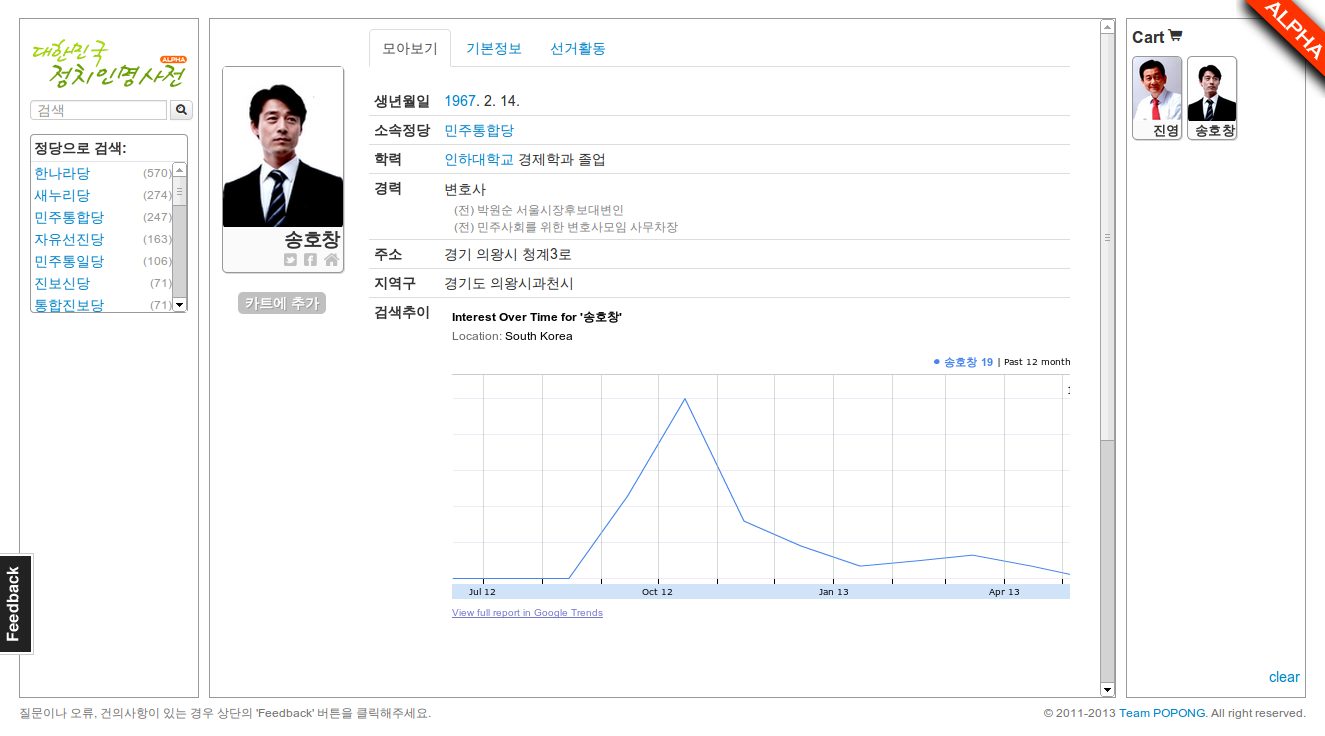 대한민국
ALPHA
정치인명사전
검색
정당으로 검색:
한나라당 (570)
새누리당 (274)
민주통합당 (247)
자유선진당 (163)
민주통일당 (106)
진보신당 (71)
통합진보당 (71)
Feedback
송호창
카트에 추가
모아보기 기본정보 선거활동
생년월일 1967. 2. 14.
소속정당 민주통합당
학력 인하대학교 경제학과 졸업
경력 변호사
(전) 박원순 서울시장후보대변인
(전) 민주사회를 위한 변호사모임 사무차장
주소 경기 의왕시 청계3로
지역구 경기도 의왕시과천시
검색추이
Interest Over Time for '송호창'
Location: South Korea
송호창 19 | Past 12 month
Jul 12 Oct 12 Jan 13 Apr 13
View full report in Google Trends
Cart
진영 송호창
ALPHA
clear
질문이나 오류, 건의사항이 있는 경우 상단의 'Feedback' 버튼을 클릭해주세요.
© 2011-2013 Team POPONG. All right reserved.